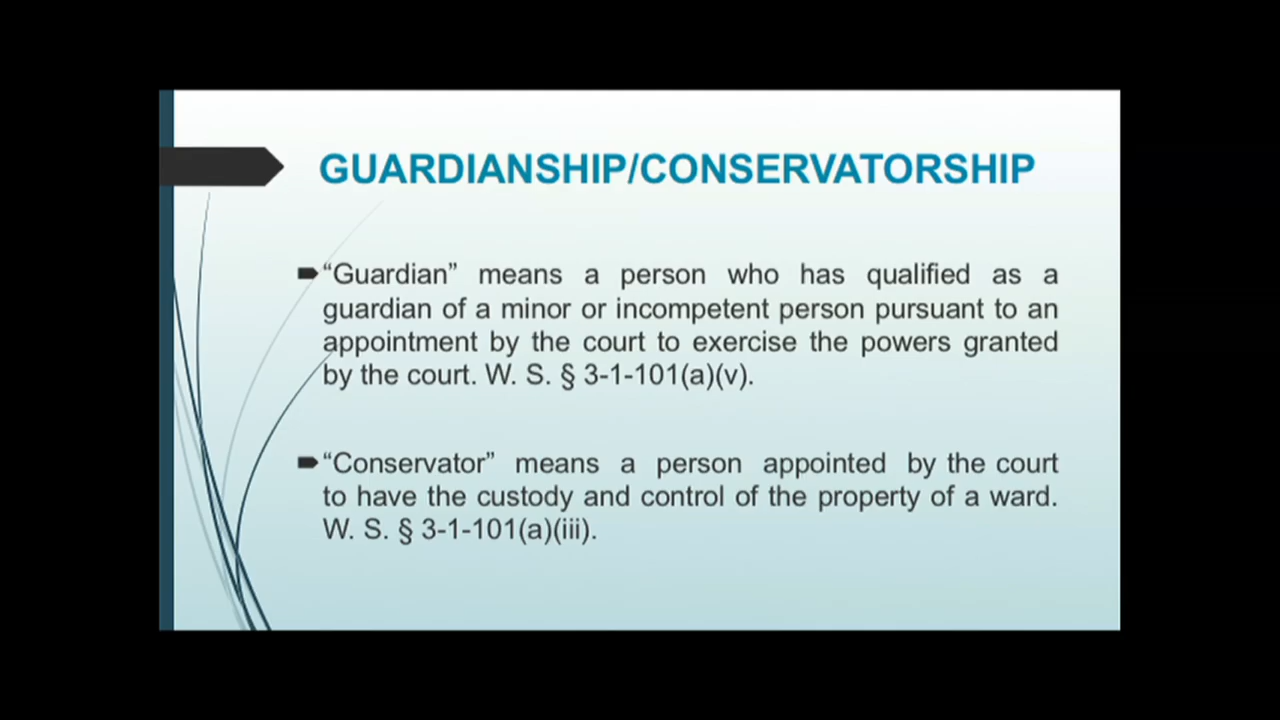 GUARDIANSHIP/CONSERVATORSHIP
“Guardian” means a person who has qualified as a
guardian of a minor or incompetent person pursuant to an
appointment by the court to exercise the powers granted
by the court. W. S. § 3-1-101(a)(v).
“Conservator” means a person appointed by the court
to have the custody and control of the property of a ward.
W. S. § 3-1-101(a)(iii).